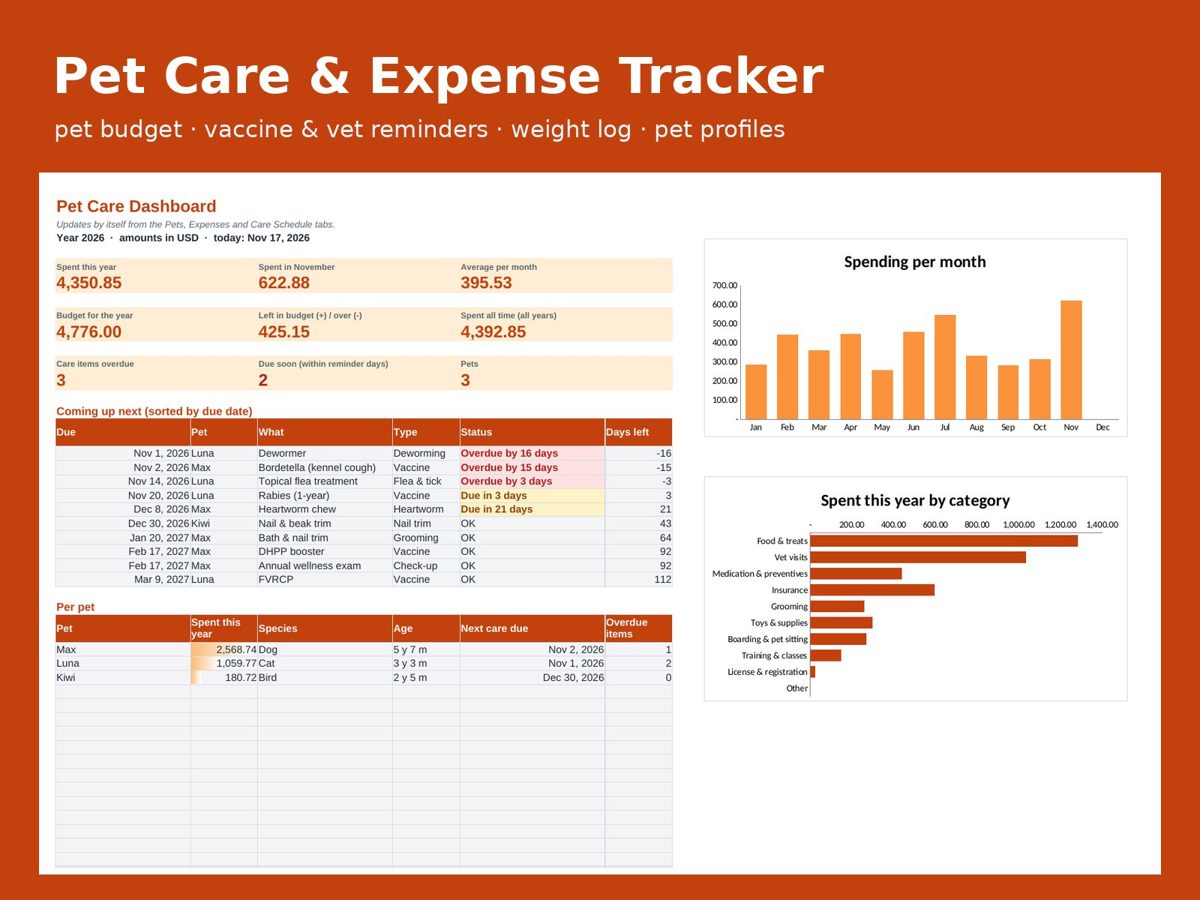 Pet Care & Expense Tracker
pet budget · vaccine & vet reminders · weight log · pet profiles
Pet Care Dashboard
Updates by itself from the Pets, Expenses and Care Schedule tabs.
Year 2026 · amounts in USD · today: Nov 17, 2026
Spent this year Spent in November Average per month
4,350.85 622.88 395.53
Budget for the year Left in budget (+) / over (-) Spent all time (all years)
4,776.00 425.15 4,392.85
Care items overdue Due soon (within reminder days) Pets
3 2 3
Coming up next (sorted by due date)
Due Pet What Type Status Days left
Nov 1, 2026 Luna Dewormer Deworming Overdue by 16 days -16
Nov 2, 2026 Max Bordetella (kennel cough) Vaccine Overdue by 15 days -15
Nov 14, 2026 Luna Topical flea treatment Flea & tick Overdue by 3 days -3
Nov 20, 2026 Luna Rabies (1-year) Vaccine Due in 3 days 3
Dec 8, 2026 Max Heartworm chew Heartworm Due in 21 days 21
Dec 30, 2026 Kiwi Nail & beak trim Nail trim OK 43
Jan 20, 2027 Max Bath & nail trim Grooming OK 64
Feb 17, 2027 Max DHPP booster Vaccine OK 92
Feb 17, 2027 Max Annual wellness exam Check-up OK 92
Mar 9, 2027 Luna FVRCP Vaccine OK 112
Per pet
Pet Spent this year Species Age Next care due Overdue items
Max 2,568.74 Dog 5 y 7 m Nov 2, 2026 1
Luna 1,059.77 Cat 3 y 3 m Nov 1, 2026 2
Kiwi 180.72 Bird 2 y 5 m Dec 30, 2026 0
Spending per month
700.00
600.00
500.00
400.00
300.00
200.00
100.00
-
Jan Feb Mar Apr May Jun Jul Aug Sep Oct Nov Dec
Spent this year by category
- 200.00 400.00 600.00 800.00 1,000.00 1,200.00 1,400.00
Food & treats
Vet visits
Medication & preventives
Insurance
Grooming
Toys & supplies
Boarding & pet sitting
Training & classes
License & registration
Other